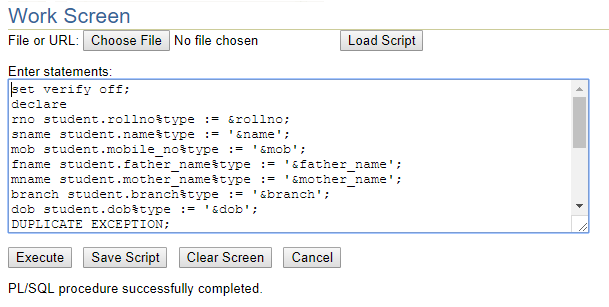 Work Screen
File or URL: Choose File No file chosen Load Script
Enter statements:
set verify off;
declare
rno student.rollno%type := &rollno;
sname student.name%type := '&name';
mob student.mobile_no%type := '&mob';
fname student.father_name%type := '&father_name';
mname student.mother_name%type := '&mother_name';
branch student.branch%type := '&branch';
dob student.dob%type := '&dob';
DUPLICATE EXCEPTION;
Execute Save Script Clear Screen Cancel
PL/SQL procedure successfully completed.